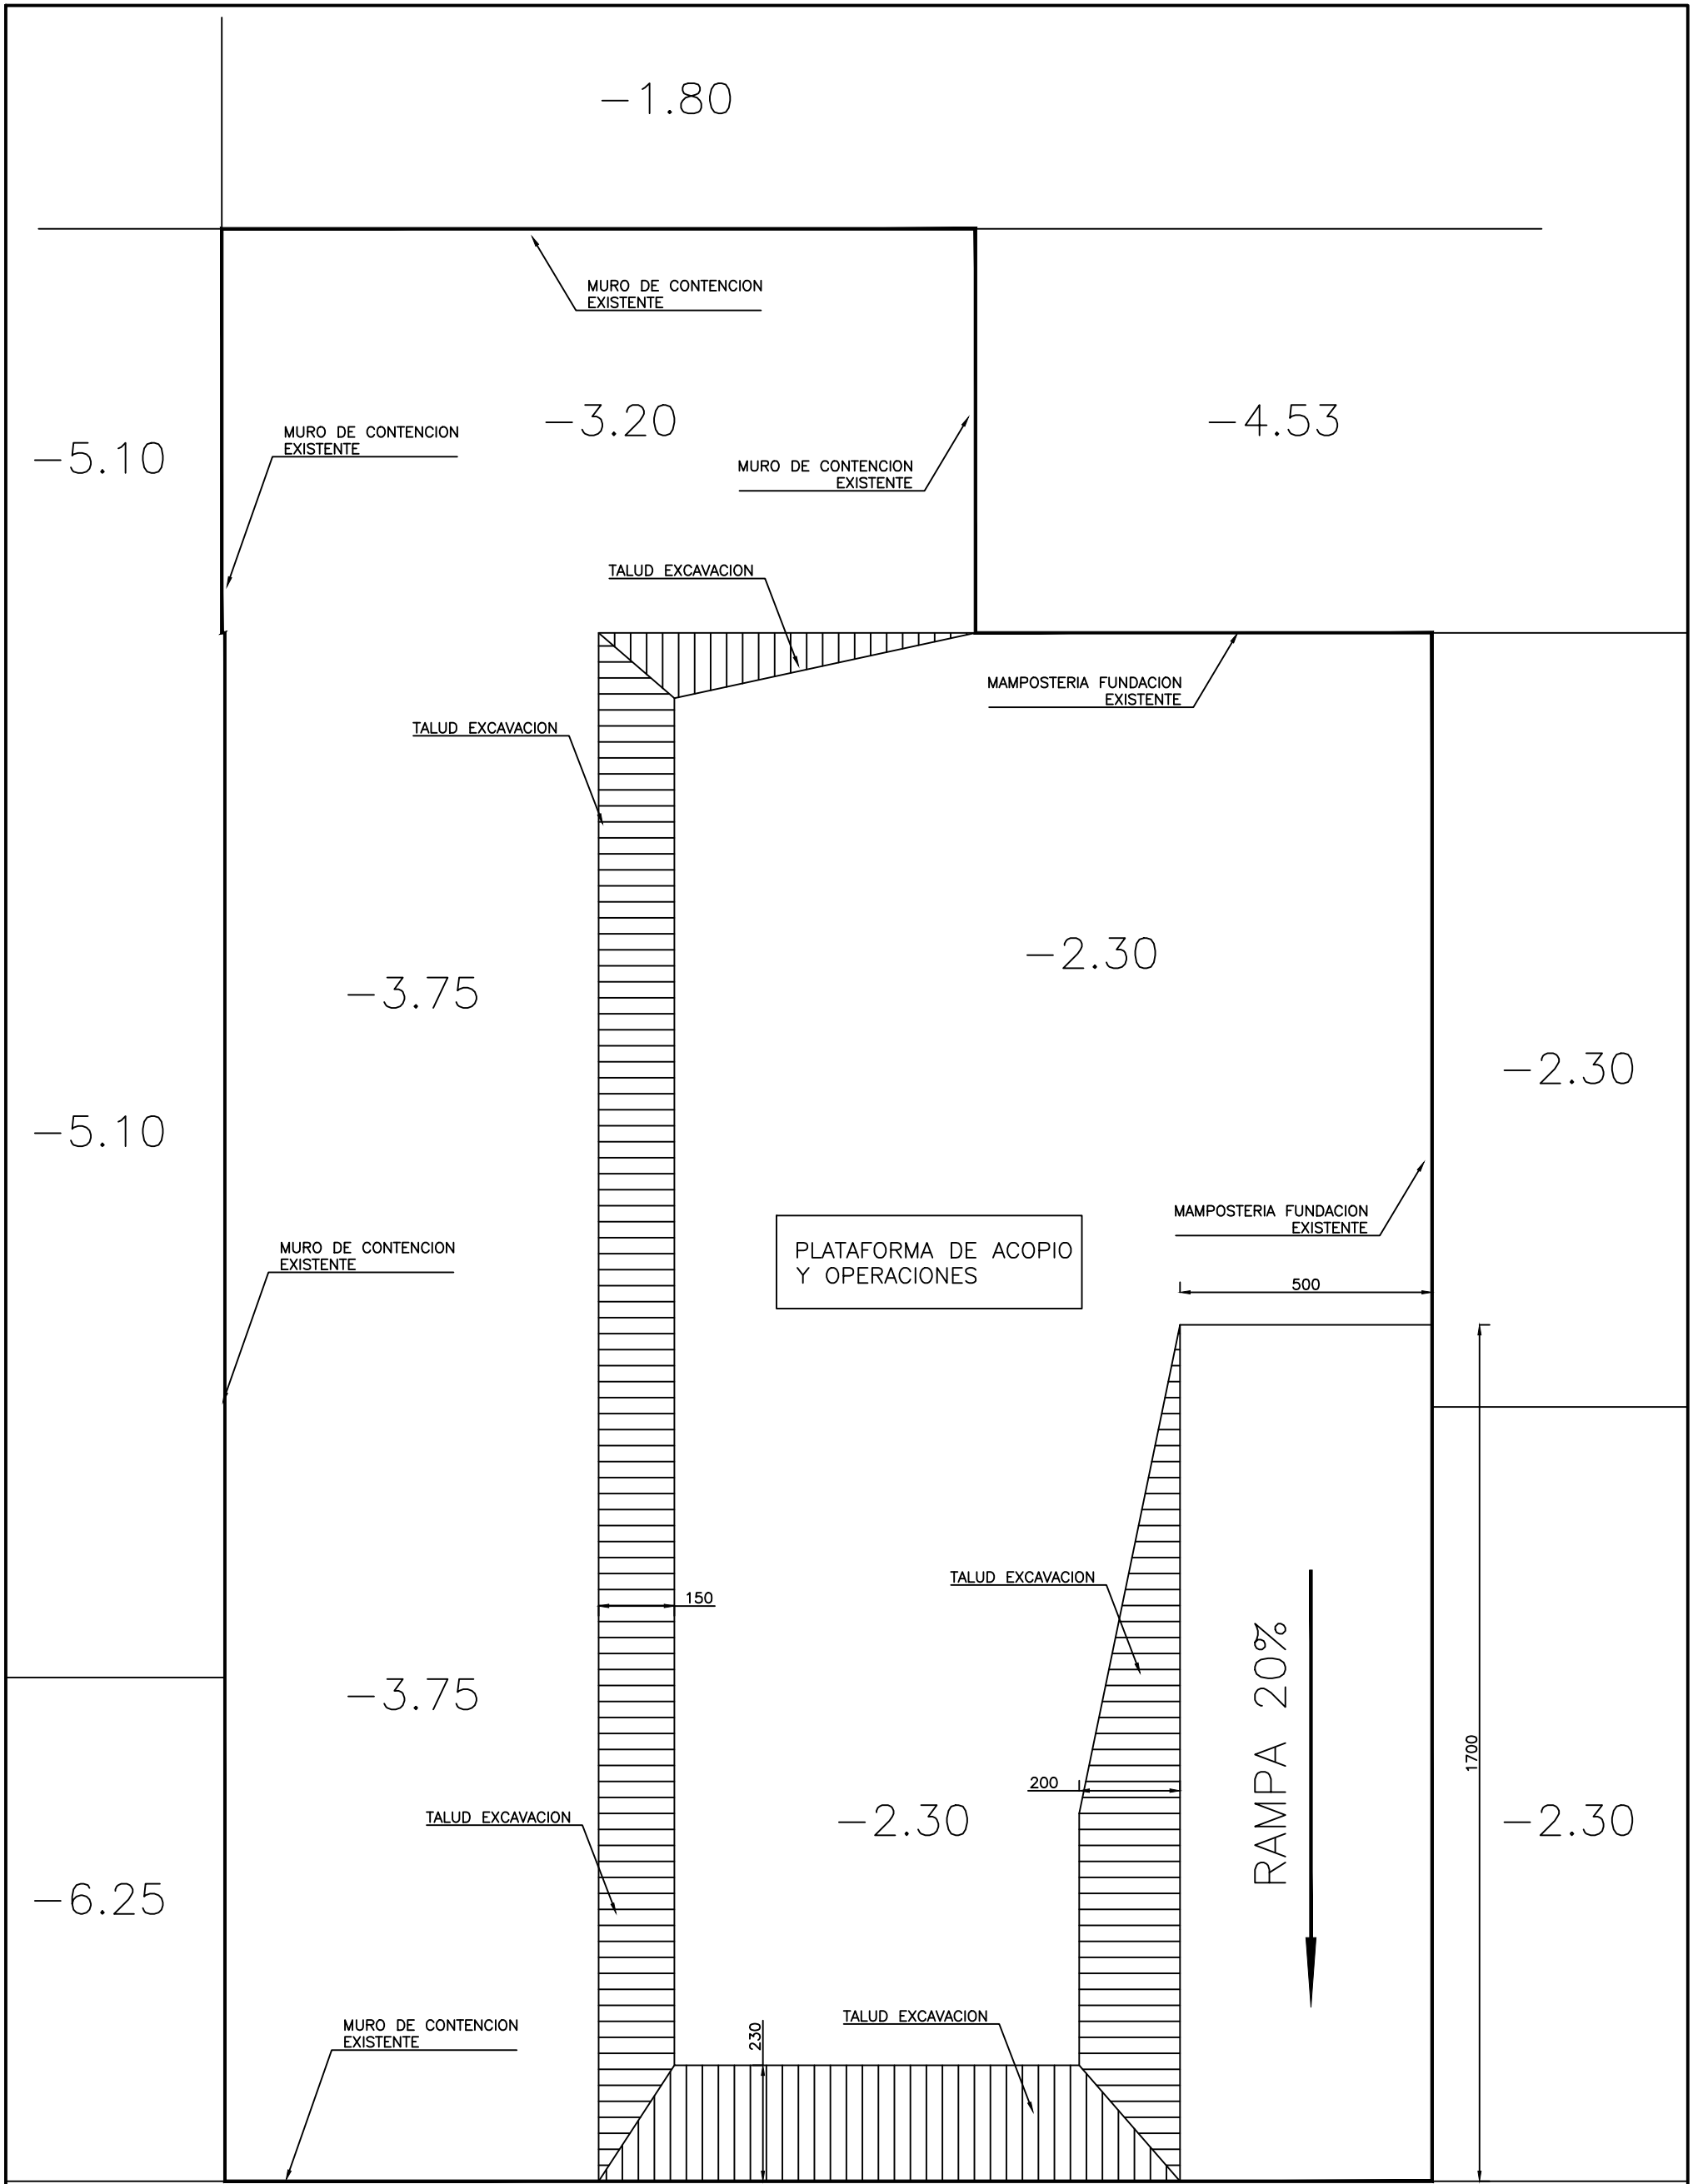 -1.80
MURO DE CONTENCION
EXISTENTE
-3.20
-4.53
-5.10
MURO DE CONTENCION
EXISTENTE
MURO DE CONTENCION
EXISTENTE
TALUD EXCAVACION
MAMPOSTERIA FUNDACION
EXISTENTE
TALUD EXCAVACION
-2.30
-3.75
-2.30
-5.10
MAMPOSTERIA FUNDACION
EXISTENTE
MURO DE CONTENCION
EXISTENTE
PLATAFORMA DE ACOPIO
Y OPERACIONES
500
TALUD EXCAVACION
150
RAMPA 20%
-3.75
1700
200
TALUD EXCAVACION
-2.30
-2.30
-6.25
TALUD EXCAVACION
MURO DE CONTENCION
EXISTENTE
230